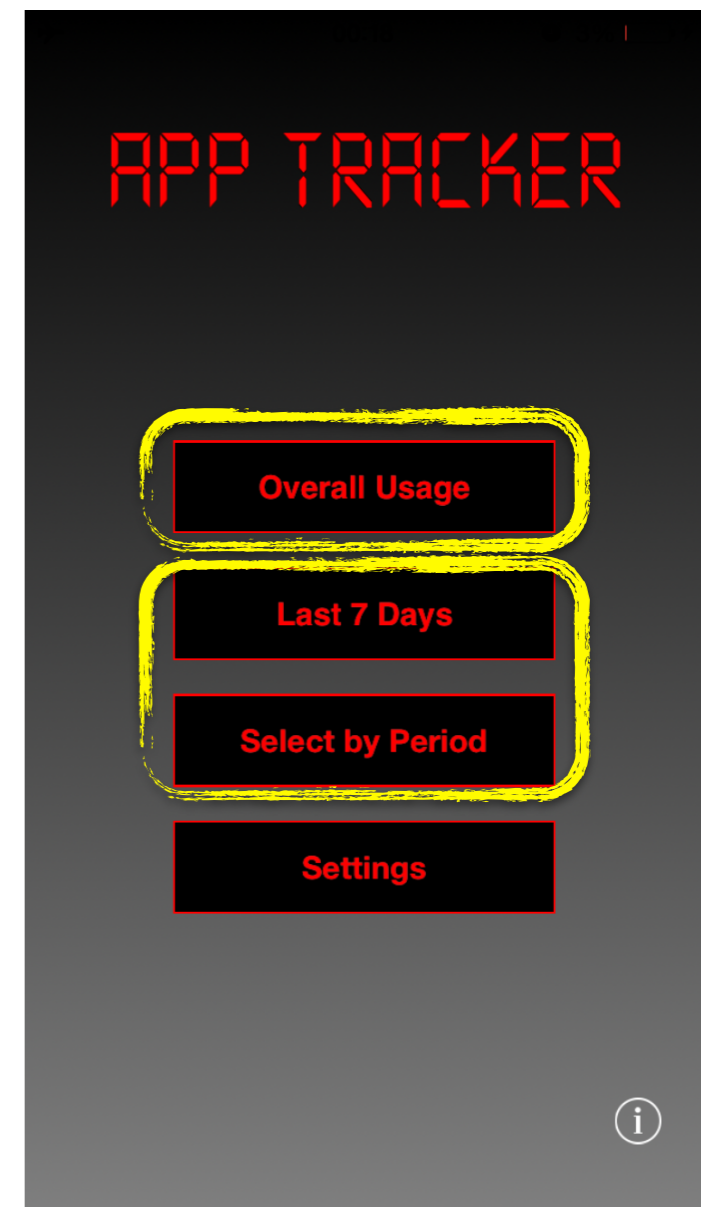 APP TRACKER
Overall Usage
Last 7 Days
Select by Period
Settings
i